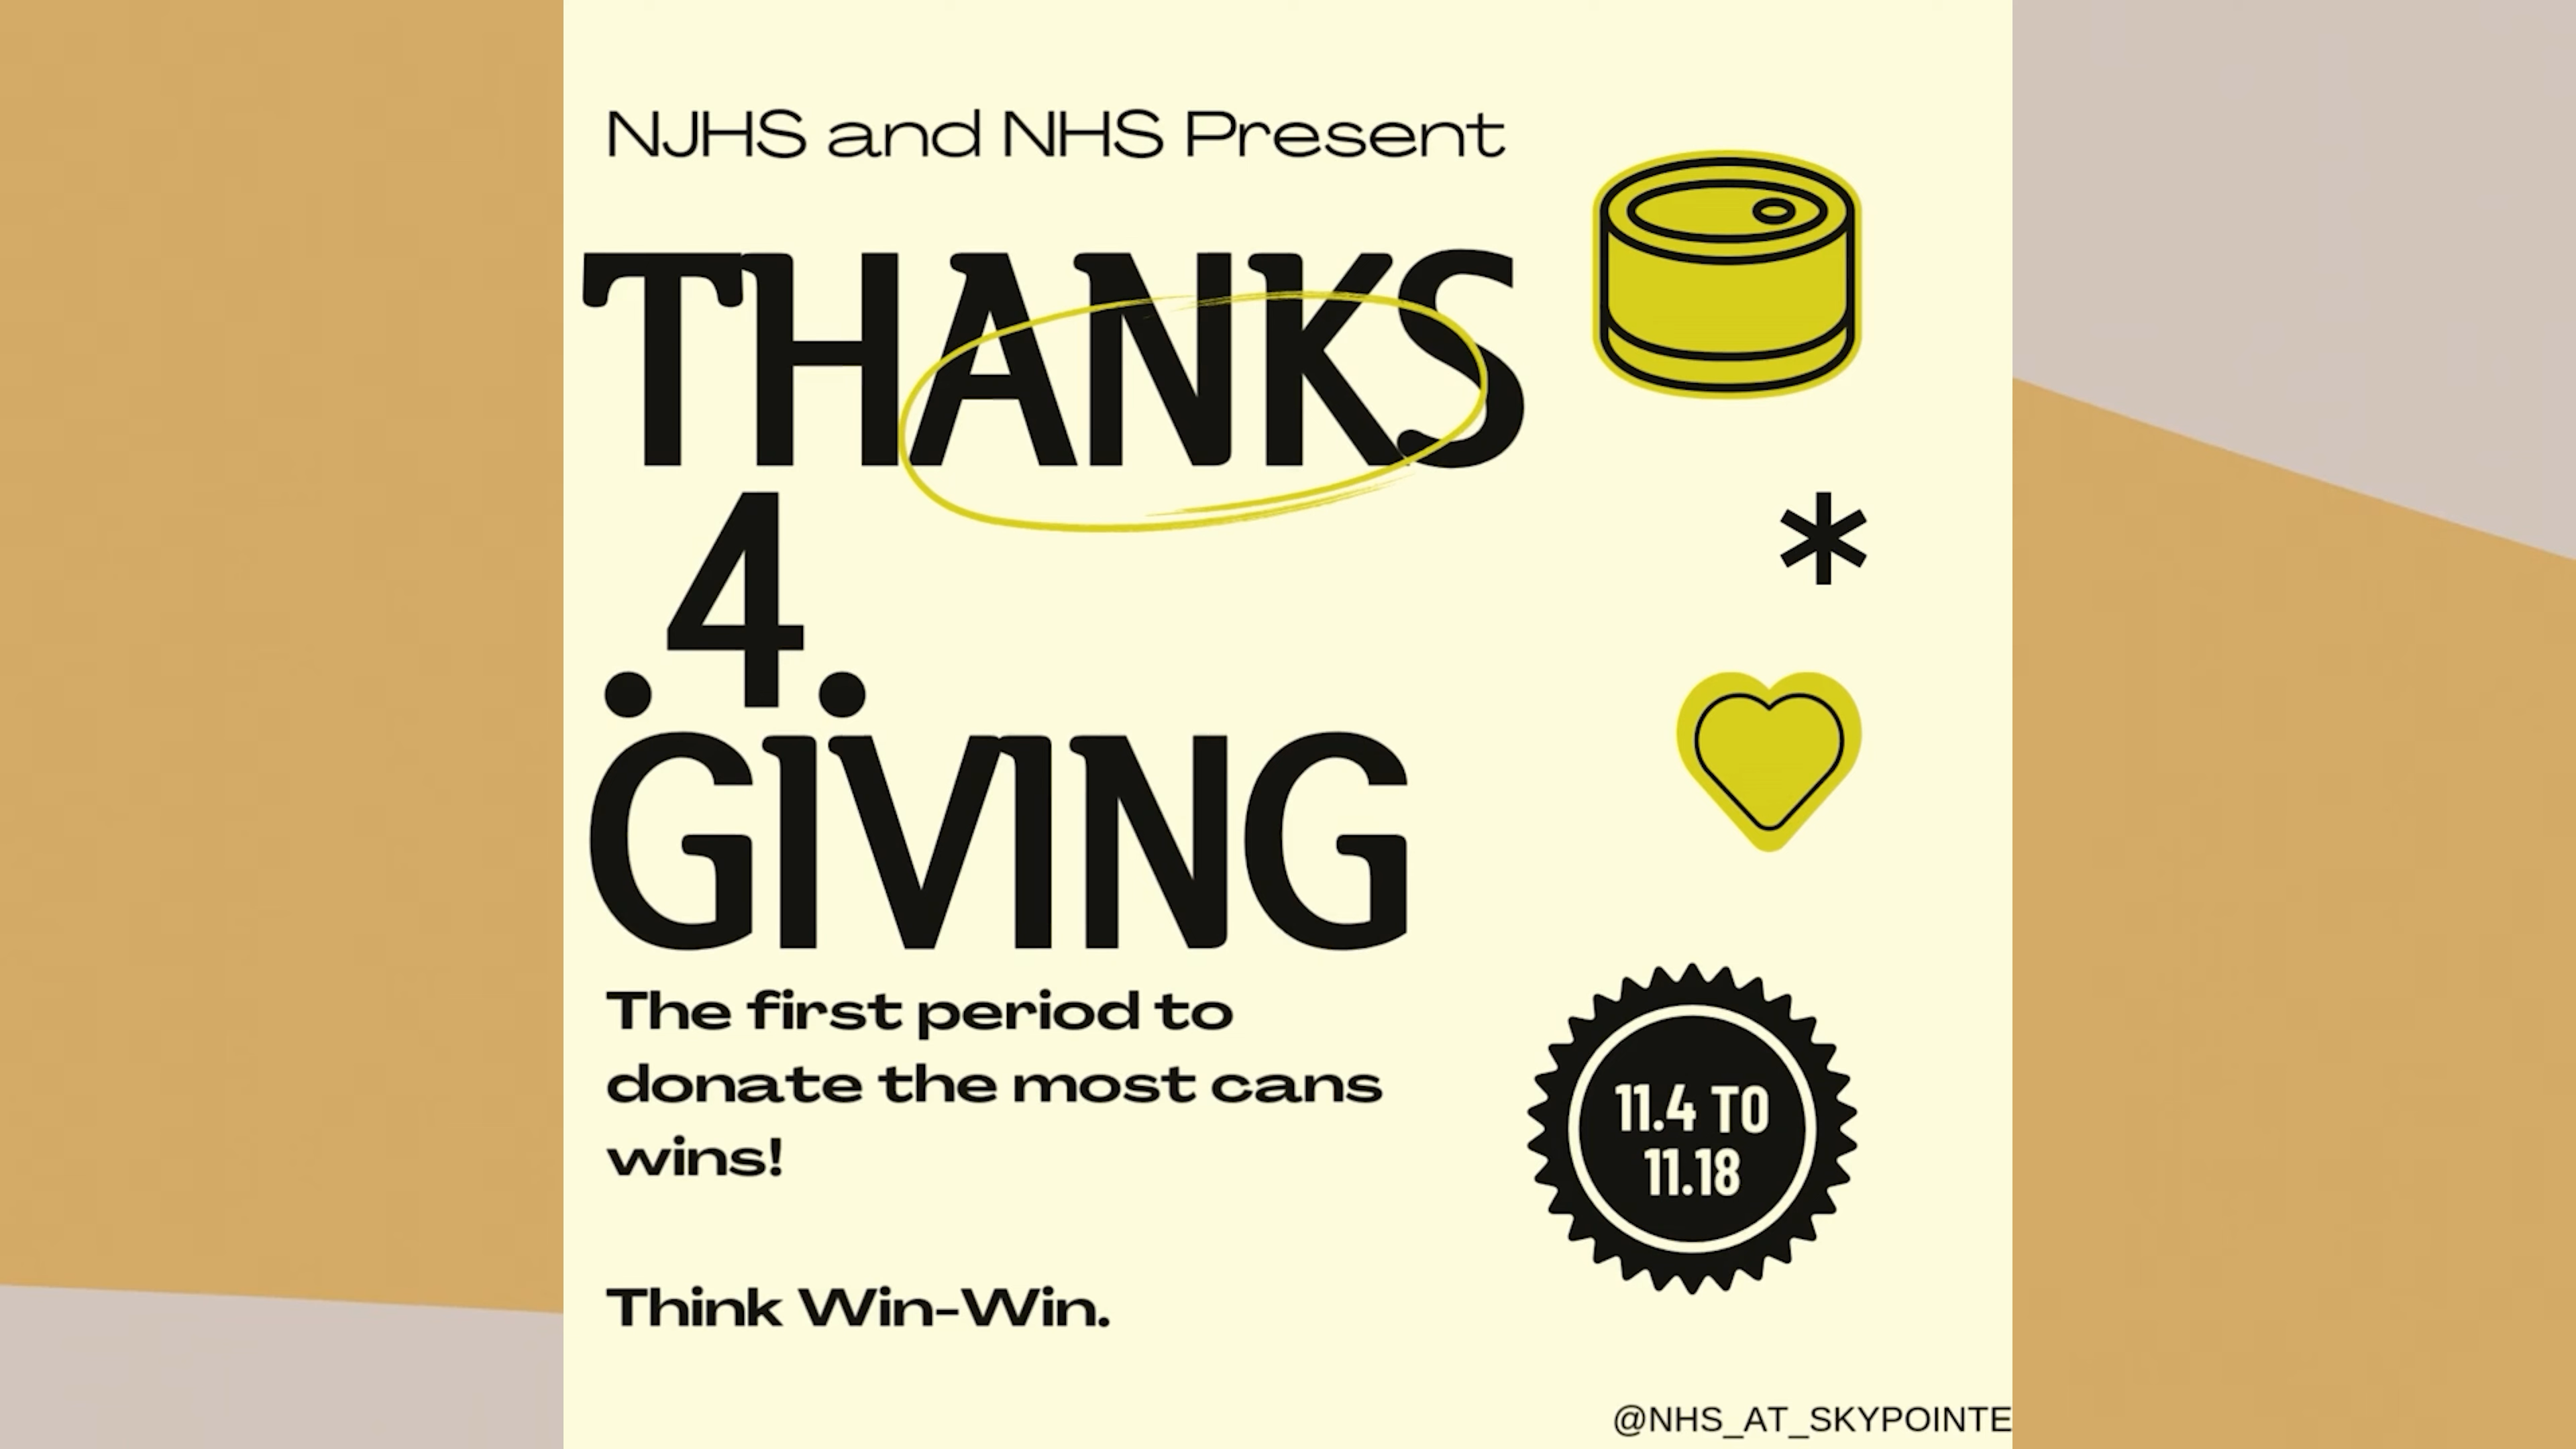 NJHS and NHS Present
THANKS
4
GIVING
The first period to
donate the most cans
wins!
11.4 TO
11.18
Think Win-Win.
@NHS_AT_SKYPOINTE